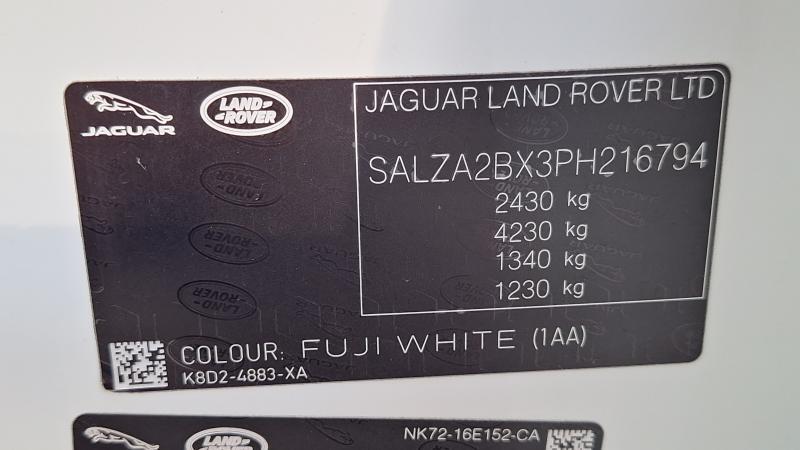 JAGUAR
LAND-
-ROVER
JAGUAR LAND ROVER LTD
SALZA2BX3PH216794
2430 kg
4230 kg
1340 kg
1230 kg
COLOUR: FUJI WHITE (1AA)
K8D2-4883-XA
LAND-
NK72-16E152-CA